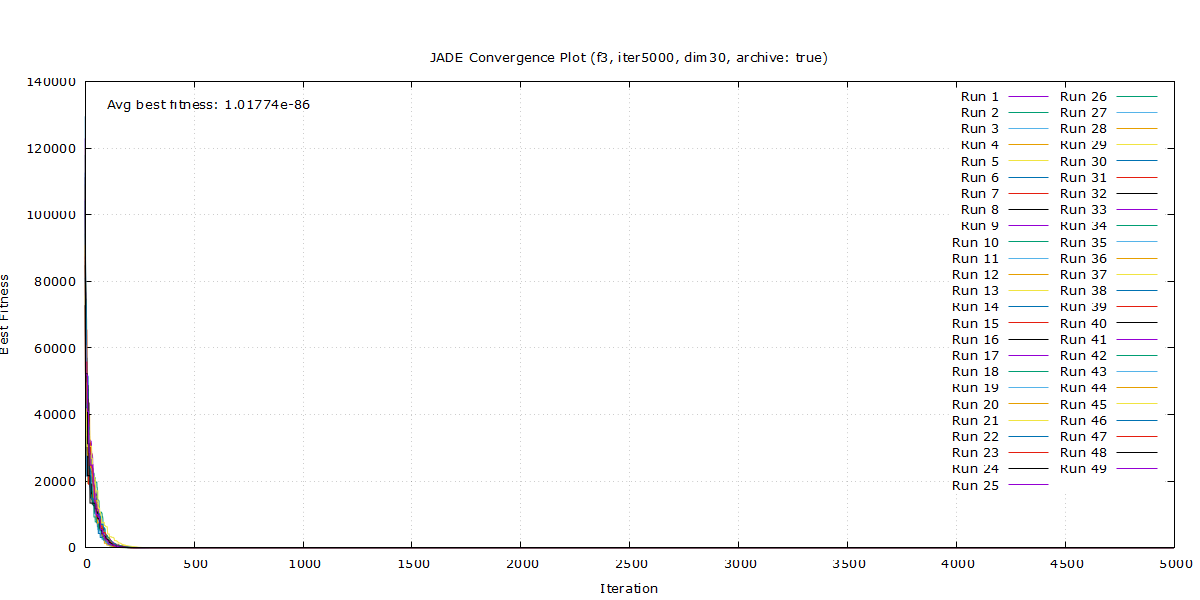 JADE Convergence Plot (f3, iter5000, dim30, archive: true)
Avg best fitness: 1.01774e-86
Best Fitness
140000
120000
100000
80000
60000
40000
20000
0
0 500 1000 1500 2000 2500 3000 3500 4000 4500 5000
Iteration
Run 1
Run 2
Run 3
Run 4
Run 5
Run 6
Run 7
Run 8
Run 9
Run 10
Run 11
Run 12
Run 13
Run 14
Run 15
Run 16
Run 17
Run 18
Run 19
Run 20
Run 21
Run 22
Run 23
Run 24
Run 25
Run 26
Run 27
Run 28
Run 29
Run 30
Run 31
Run 32
Run 33
Run 34
Run 35
Run 36
Run 37
Run 38
Run 39
Run 40
Run 41
Run 42
Run 43
Run 44
Run 45
Run 46
Run 47
Run 48
Run 49